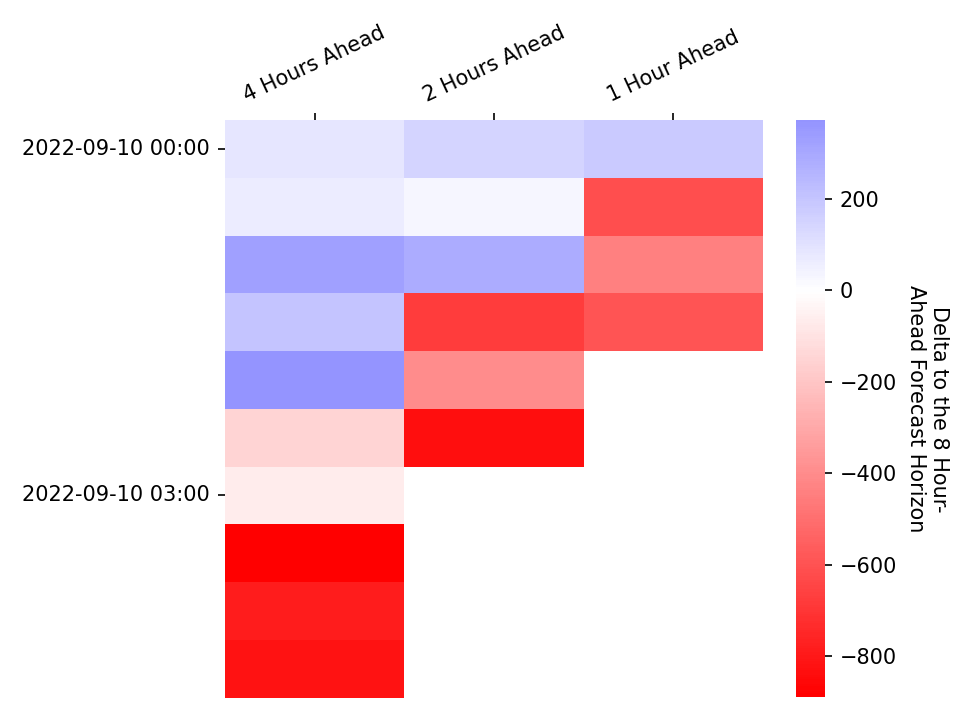 4 Hours Ahead
2 Hours Ahead
1 Hour Ahead
2022-09-10 00:00
2022-09-10 03:00
200
0
−200
−400
−600
−800
Delta to the 8 Hour-
Ahead Forecast Horizon